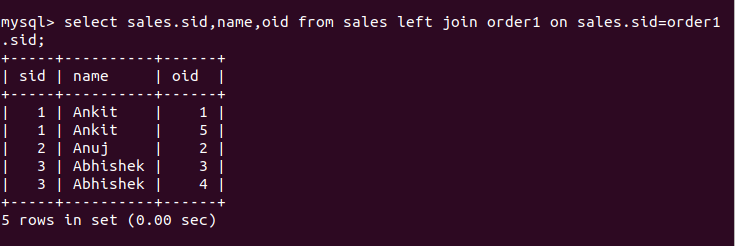 mysql> select sales.sid,name,oid from sales left join order1 on sales.sid=order1
.sid;
+-----+----------+------+
| sid | name     | oid  |
+-----+----------+------+
|   1 | Ankit    |    1 |
|   1 | Ankit    |    5 |
|   2 | Anuj     |    2 |
|   3 | Abhishek |    3 |
|   3 | Abhishek |    4 |
+-----+----------+------+
5 rows in set (0.00 sec)